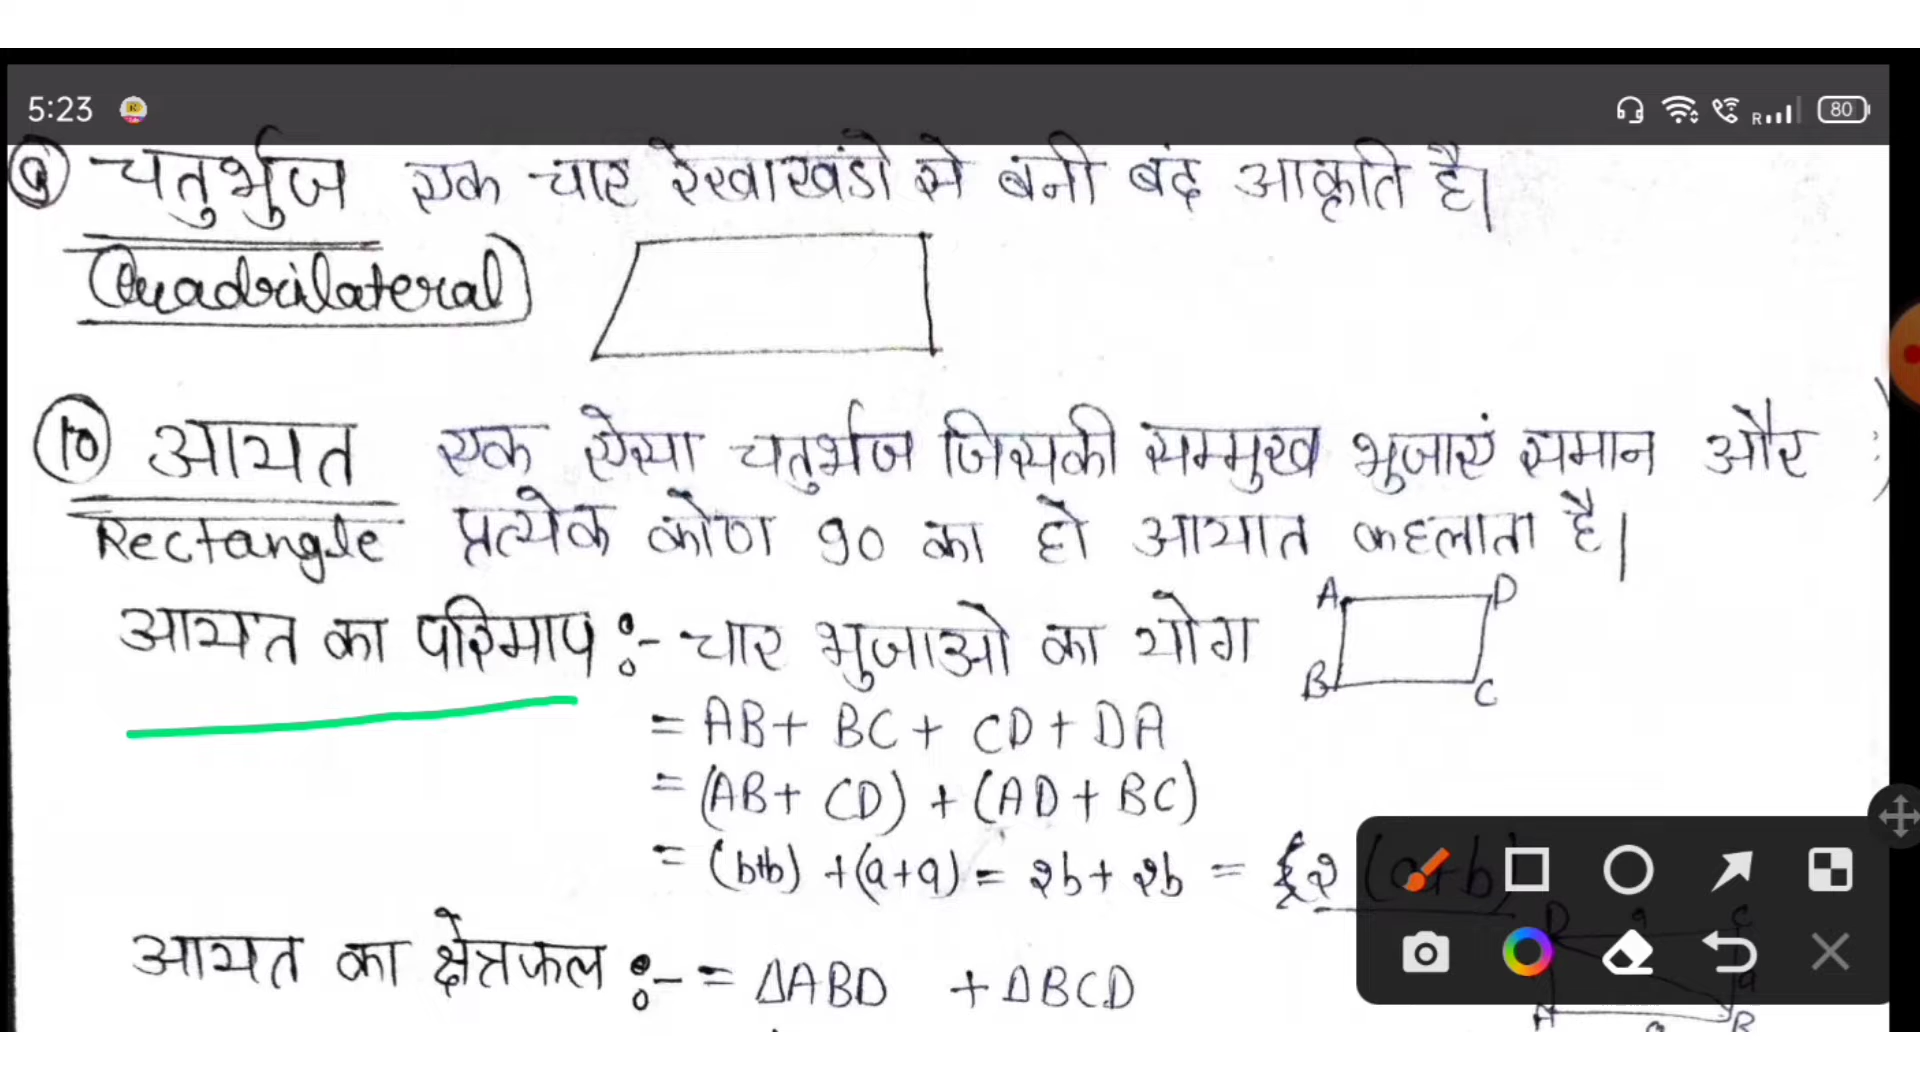 5:23
R
80
९ चतुर्भुज एक चार रेखाखंडो से बनी बंद आकृति है।
Quadrilateral
10 आयत एक ऐसा चतुर्भज जिसकी सम्मुख भुजाएं समान और
Rectangle प्रत्येक कोण 90 का हो आयात कहलाता है।
A D
आयत का परिमाप :- चार भुजाओ का योग
B C
= AB + BC + CD + DA
= (AB + CD) + (AD + BC)
= (b+b) + (a+a) = 2b + 2b = {2 (a+b)
D a C
आयत का क्षेत्रफल :- = ΔABD + ΔBCD
a
A B